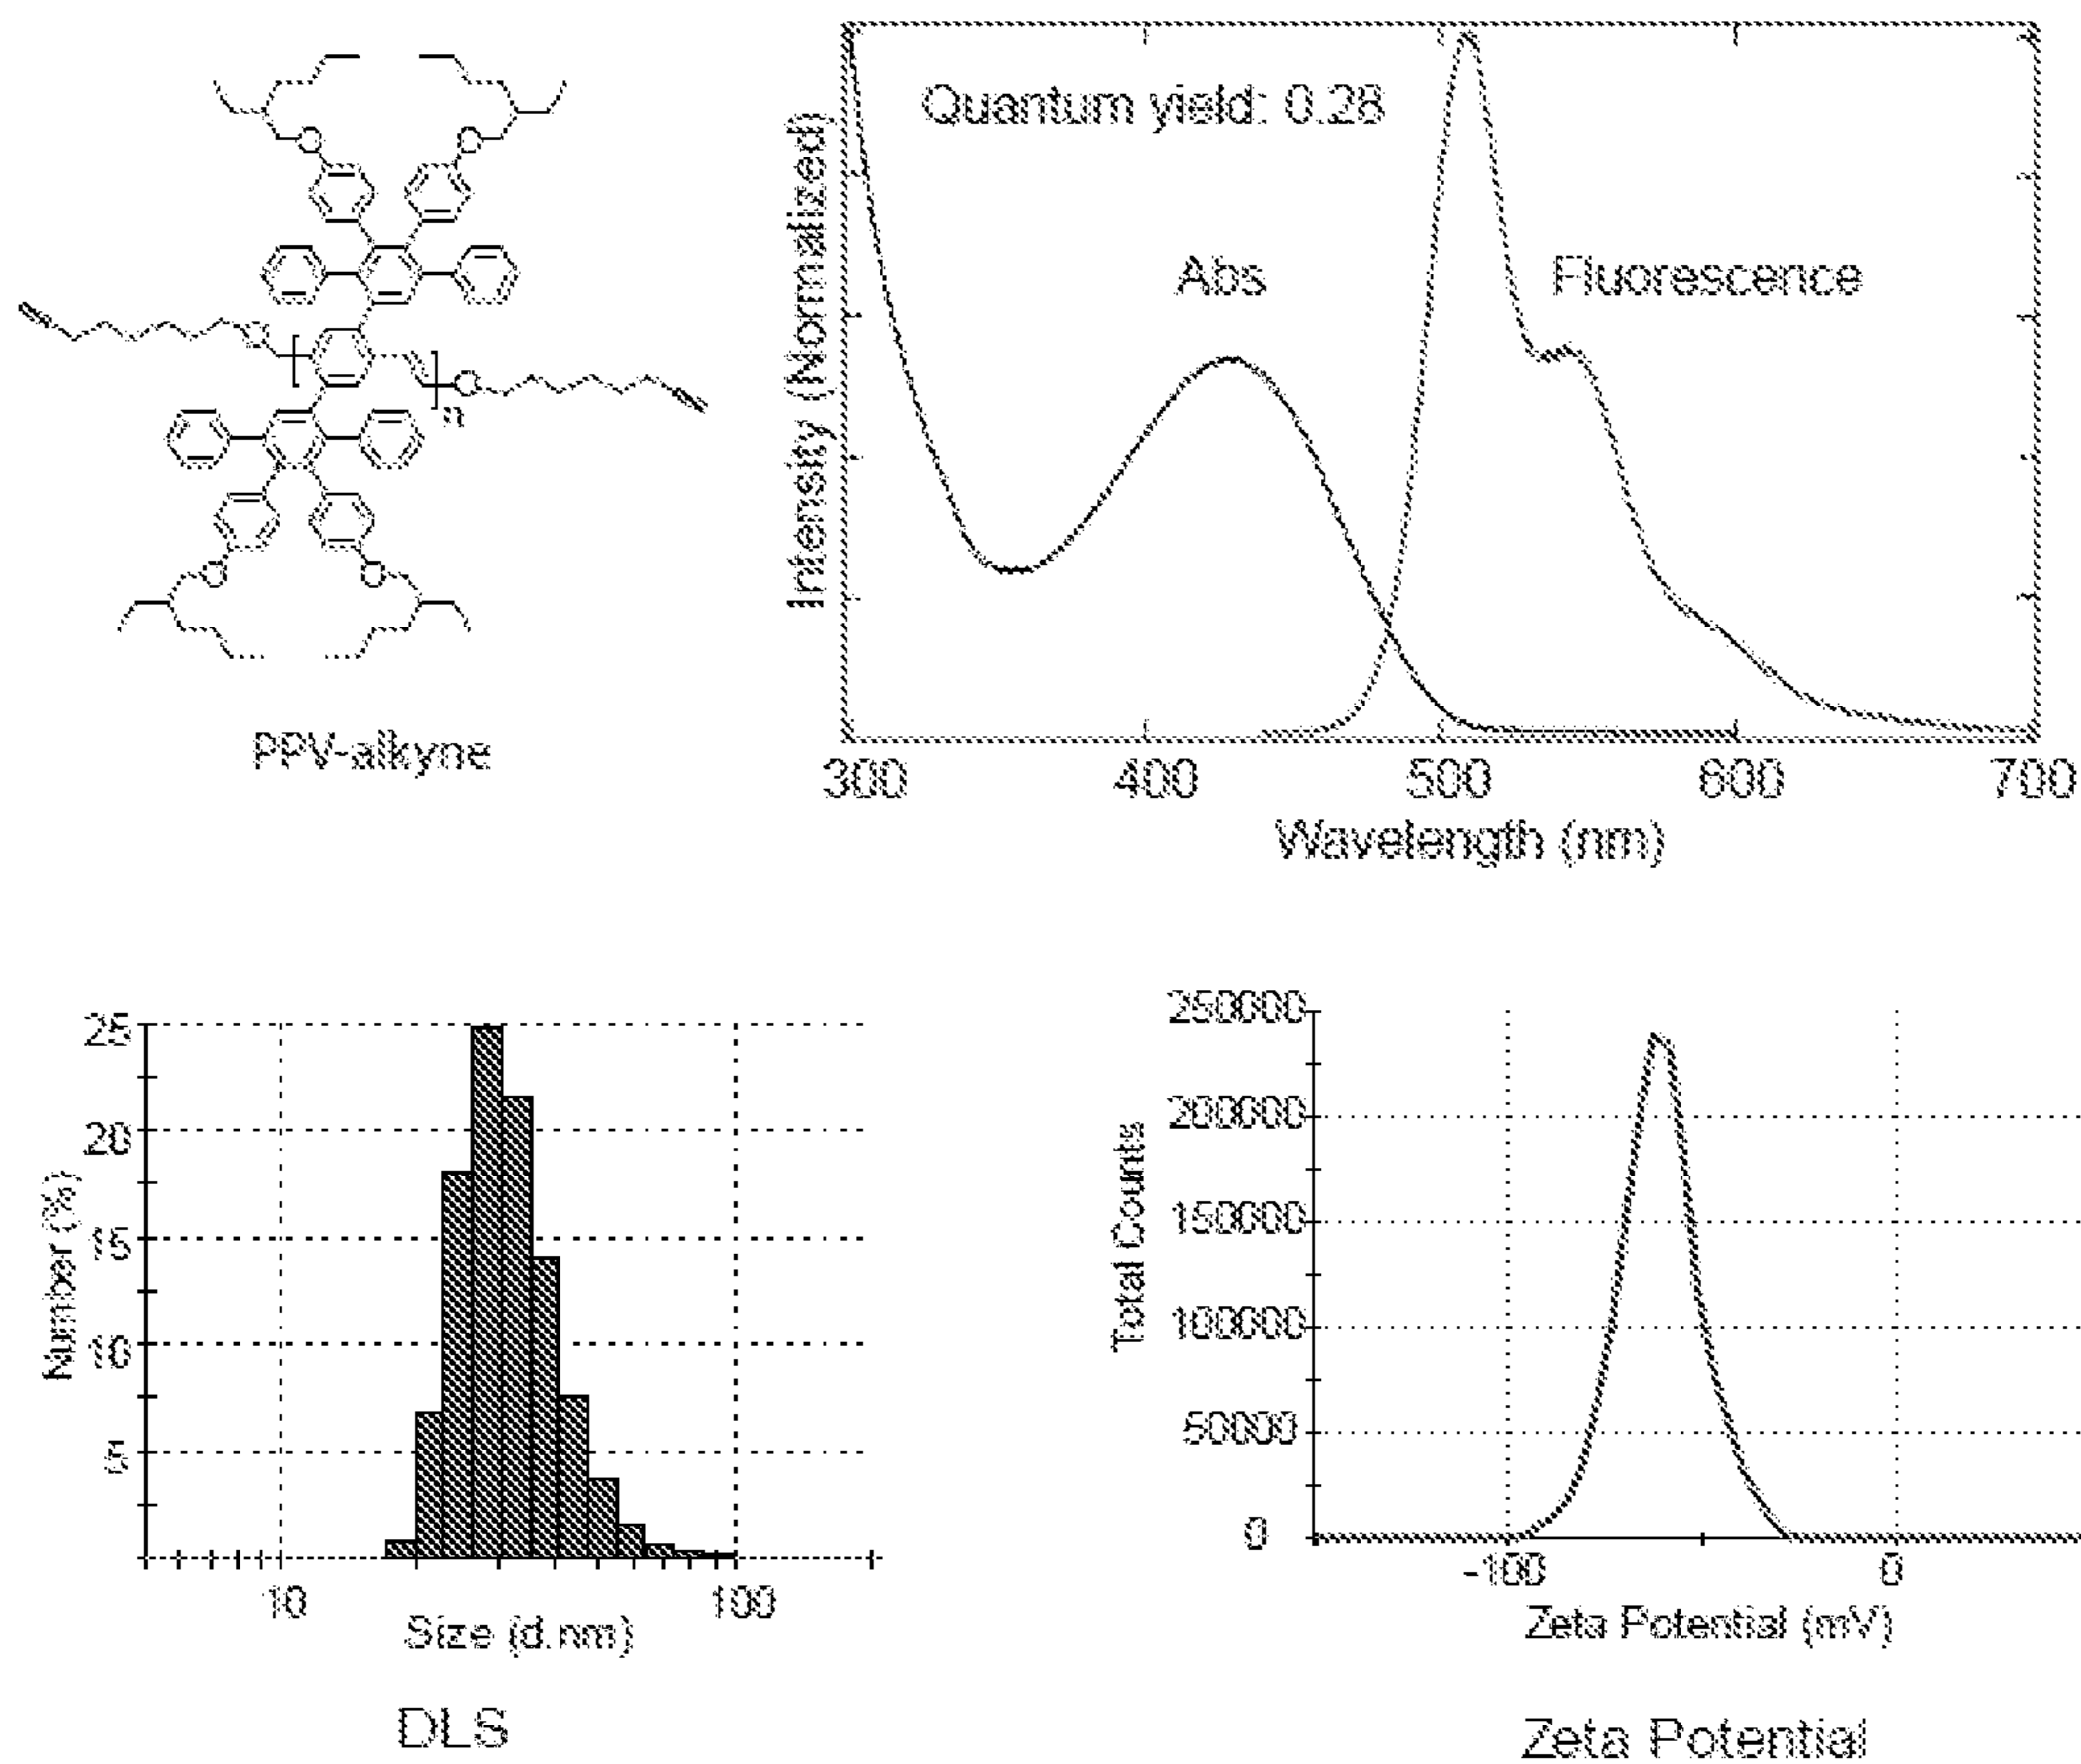 O
O
O
O
n
O
O
PPV-alkyne
Quantum yield: 0.28
Abs
Fluorescence
Intensity (Normalized)
300
400
500
600
700
Wavelength (nm)
25
20
15
10
5
Number (%)
10
100
Size (d.nm)
DLS
250000
200000
150000
100000
50000
0
Total Counts
-100
0
Zeta Potential (mV)
Zeta Potential